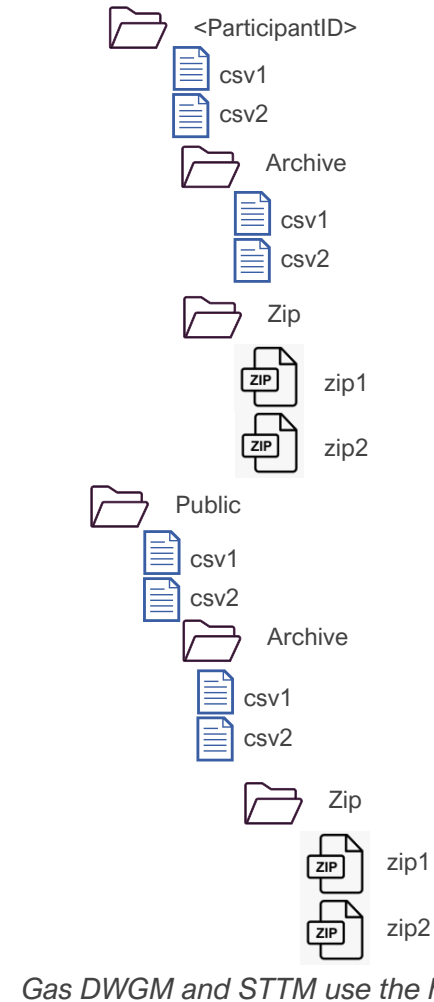 <ParticipantID>
csv1
csv2
Archive
csv1
csv2
Zip
ZIP zip1
ZIP zip2
Public
csv1
csv2
Archive
csv1
csv2
Zip
ZIP zip1
ZIP zip2
Gas DWGM and STTM use the